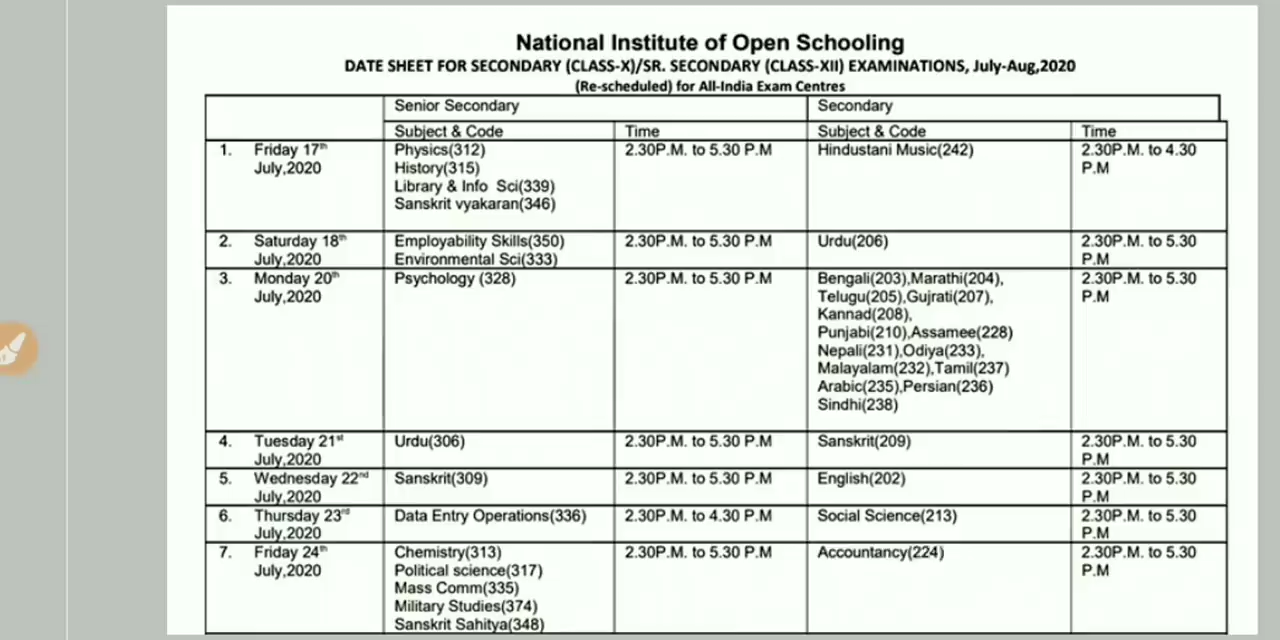 National Institute of Open Schooling
DATE SHEET FOR SECONDARY (CLASS-X)/SR. SECONDARY (CLASS-XII) EXAMINATIONS, July-Aug,2020
(Re-scheduled) for All-India Exam Centres
Senior Secondary Secondary
Subject & Code Time Subject & Code Time
1. Friday 17th Physics(312) 2.30P.M. to 5.30 P.M Hindustani Music(242) 2.30P.M. to 4.30
July,2020 History(315) P.M
Library & Info Sci(339)
Sanskrit vyakaran(346)
2. Saturday 18th Employability Skills(350) 2.30P.M. to 5.30 P.M Urdu(206) 2.30P.M. to 5.30
July,2020 Environmental Sci(333) P.M
3. Monday 20th Psychology (328) 2.30P.M. to 5.30 P.M Bengali(203),Marathi(204), 2.30P.M. to 5.30
July,2020 Telugu(205),Gujrati(207), P.M
Kannad(208),
Punjabi(210),Assamee(228)
Nepali(231),Odiya(233),
Malayalam(232),Tamil(237)
Arabic(235),Persian(236)
Sindhi(238)
4. Tuesday 21st Urdu(306) 2.30P.M. to 5.30 P.M Sanskrit(209) 2.30P.M. to 5.30
July,2020 P.M
5. Wednesday 22nd Sanskrit(309) 2.30P.M. to 5.30 P.M English(202) 2.30P.M. to 5.30
July,2020 P.M
6. Thursday 23rd Data Entry Operations(336) 2.30P.M. to 4.30 P.M Social Science(213) 2.30P.M. to 5.30
July,2020 P.M
7. Friday 24th Chemistry(313) 2.30P.M. to 5.30 P.M Accountancy(224) 2.30P.M. to 5.30
July,2020 Political science(317) P.M
Mass Comm(335)
Military Studies(374)
Sanskrit Sahitya(348)